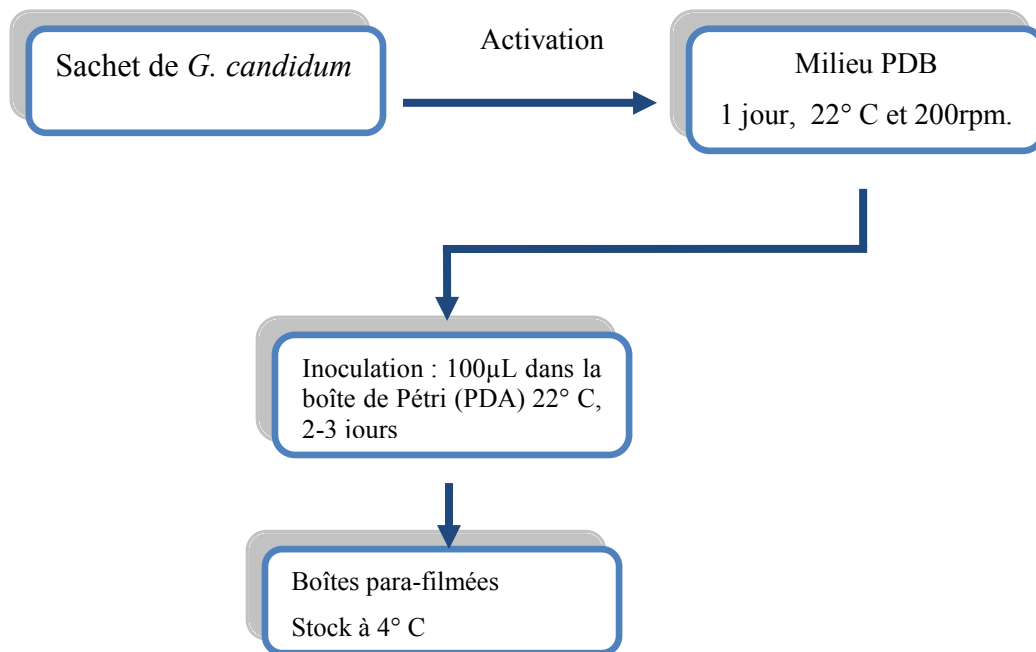 Sachet de G. candidum
Activation
Milieu PDB
1 jour, 22° C et 200rpm.
Inoculation : 100µL dans la
boîte de Pétri (PDA) 22° C,
2-3 jours
Boîtes para-filmées
Stock à 4° C